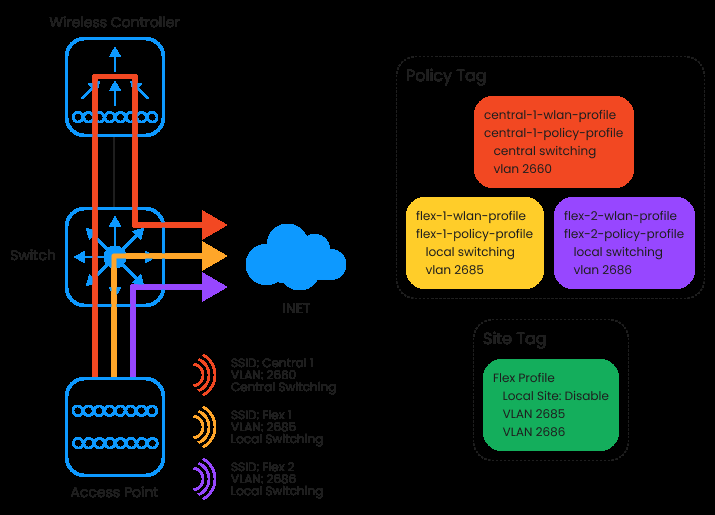 Wireless Controller
Switch
INET
Access Point
SSID: Central 1
VLAN: 2660
Central Switching
SSID: Flex 1
VLAN: 2685
Local Switching
SSID: Flex 2
VLAN: 2686
Local Switching
Policy Tag
central-1-wlan-profile
central-1-policy-profile
central switching
vlan 2660
flex-1-wlan-profile
flex-1-policy-profile
local switching
vlan 2685
flex-2-wlan-profile
flex-2-policy-profile
local switching
vlan 2686
Site Tag
Flex Profile
Local Site: Disable
VLAN 2685
VLAN 2686